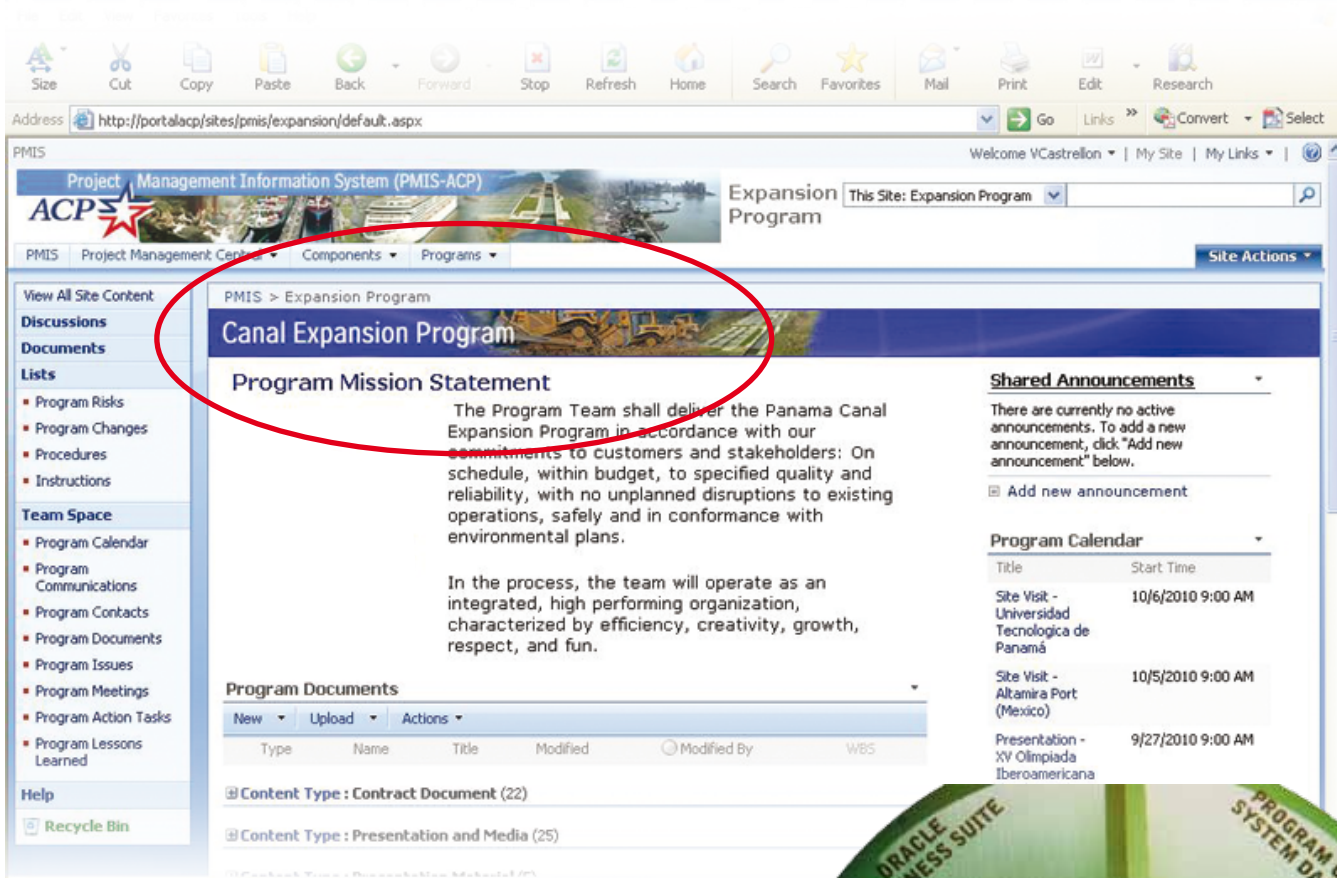 Size Cut Copy Paste Back Forward Stop Refresh Home Search Favorites Mail Print Edit Research
Address http://portalacp/sites/pmis/expansion/default.aspx Go Links » Convert Select
PMIS Welcome VCastrellon | My Site | My Links |
Project Management Information System (PMIS-ACP)
ACP
Expansion Program
This Site: Expansion Program
PMIS Project Management Central Components Programs Site Actions
View All Site Content
Discussions
Documents
Lists
Program Risks
Program Changes
Procedures
Instructions
Team Space
Program Calendar
Program
Communications
Program Contacts
Program Documents
Program Issues
Program Meetings
Program Action Tasks
Program Lessons
Learned
Help
Recycle Bin
PMIS > Expansion Program
Canal Expansion Program
Program Mission Statement
The Program Team shall deliver the Panama Canal
Expansion Program in accordance with our
commitments to customers and stakeholders: On
schedule, within budget, to specified quality and
reliability, with no unplanned disruptions to existing
operations, safely and in conformance with
environmental plans.
In the process, the team will operate as an
integrated, high performing organization,
characterized by efficiency, creativity, growth,
respect, and fun.
Program Documents
New Upload Actions
Type Name Title Modified Modified By WBS
Content Type : Contract Document (22)
Content Type : Presentation and Media (25)
Shared Announcements
There are currently no active
announcements. To add a new
announcement, click "Add new
announcement" below.
Add new announcement
Program Calendar
Title Start Time
Site Visit - 10/6/2010 9:00 AM
Universidad
Tecnologica de
Panamá
Site Visit - 10/5/2010 9:00 AM
Altamira Port
(Mexico)
Presentation - 9/27/2010 9:00 AM
XV Olimpiada
Iberoamericana
ORACLE
SUITE
PROGRAM
SYSTEM